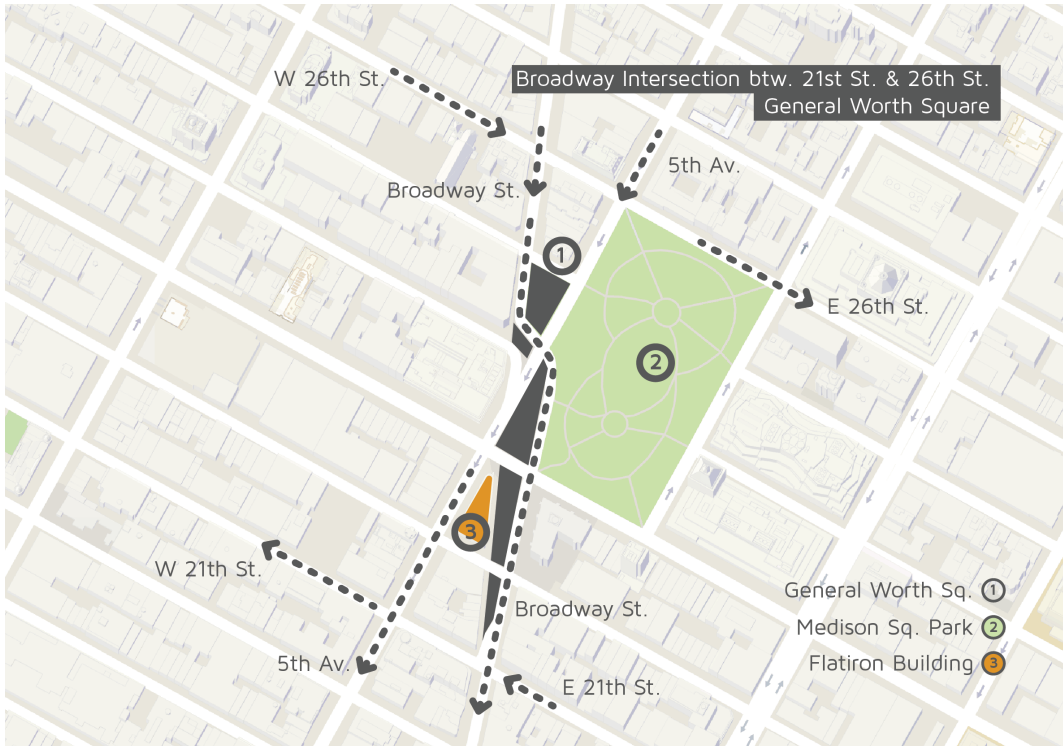 Broadway Intersection btw. 21st St. & 26th St.
General Worth Square
W 26th St.
5th Av.
Broadway St.
1
E 26th St.
2
3
W 21th St.
General Worth Sq. 1
Broadway St.
Medison Sq. Park 2
5th Av.
Flatiron Building 3
E 21th St.